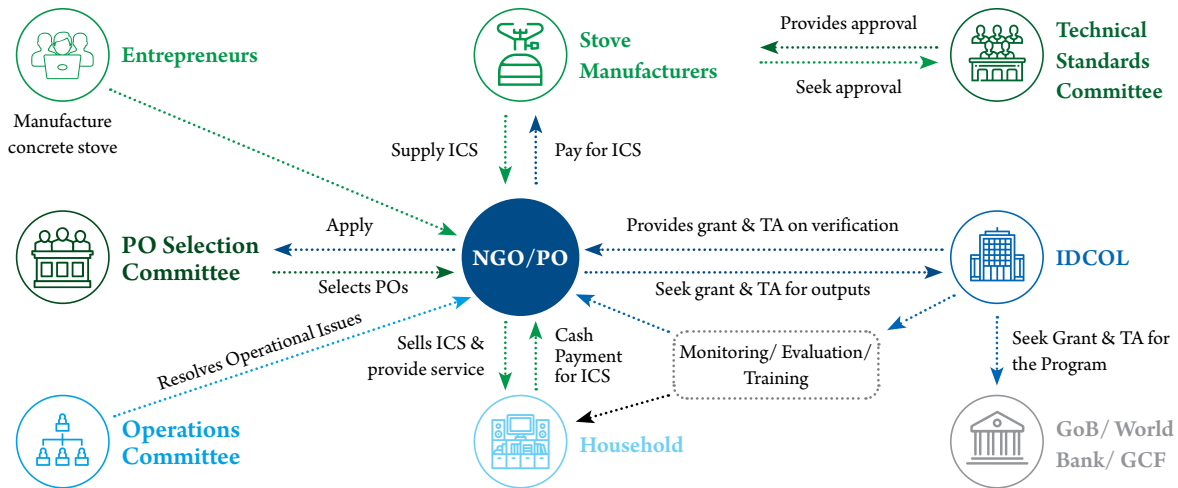 Entrepreneurs
Manufacture
concrete stove
Stove
Manufacturers
Provides approval
Seek approval
Technical
Standards
Committee
Supply ICS
Pay for ICS
PO Selection
Committee
Apply
Selects POs
NGO/PO
Provides grant & TA on verification
Seek grant & TA for outputs
IDCOL
Resolves Operational Issues
Sells ICS &
provide service
Cash
Payment
for ICS
Monitoring/ Evaluation/
Training
Seek Grant & TA for
the Program
Operations
Committee
Household
GoB/ World
Bank/ GCF